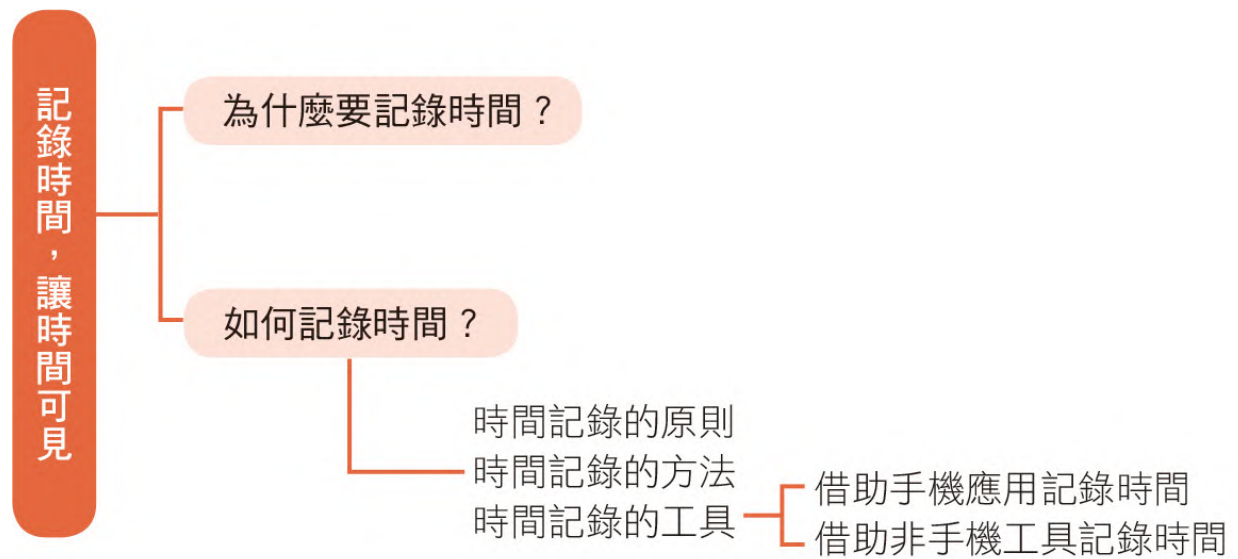 記錄時間，讓時間可見
為什麼要記錄時間？
如何記錄時間？
時間記錄的原則
時間記錄的方法
時間記錄的工具
借助手機應用記錄時間
借助非手機工具記錄時間